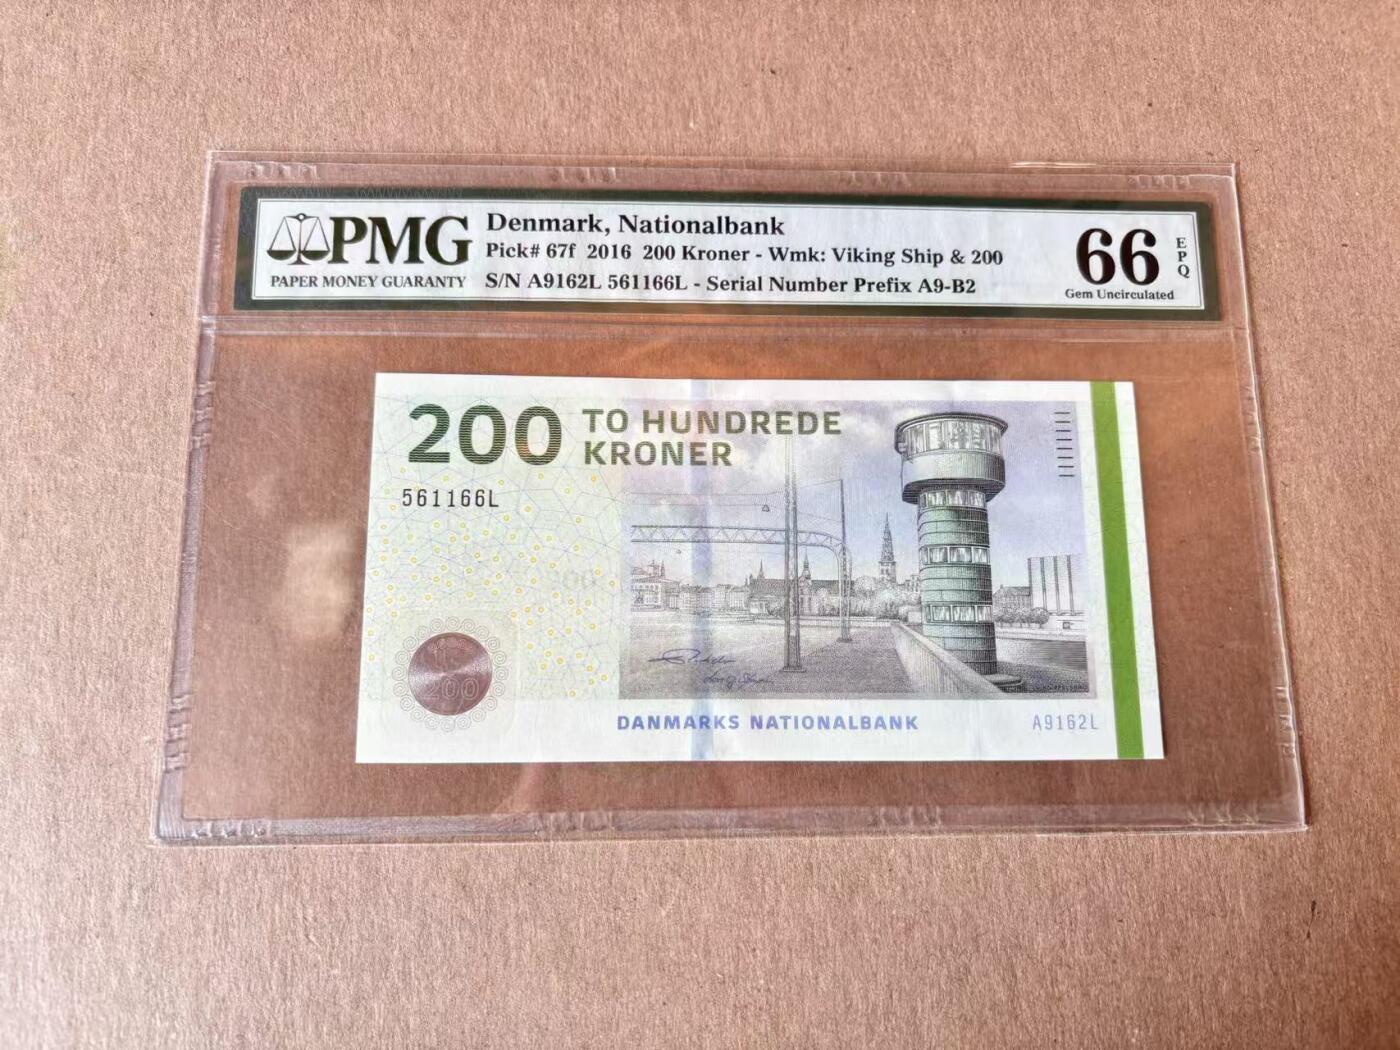 PMG
PAPER MONEY GUARANTY
Denmark, Nationalbank
Pick# 67f 2016 200 Kroner - Wmk: Viking Ship & 200
S/N A9162L 561166L - Serial Number Prefix A9-B2
66
EPQ
Gem Uncirculated
200 TO HUNDREDE
KRONER
561166L
200
200
DANMARKS NATIONALBANK
A9162L